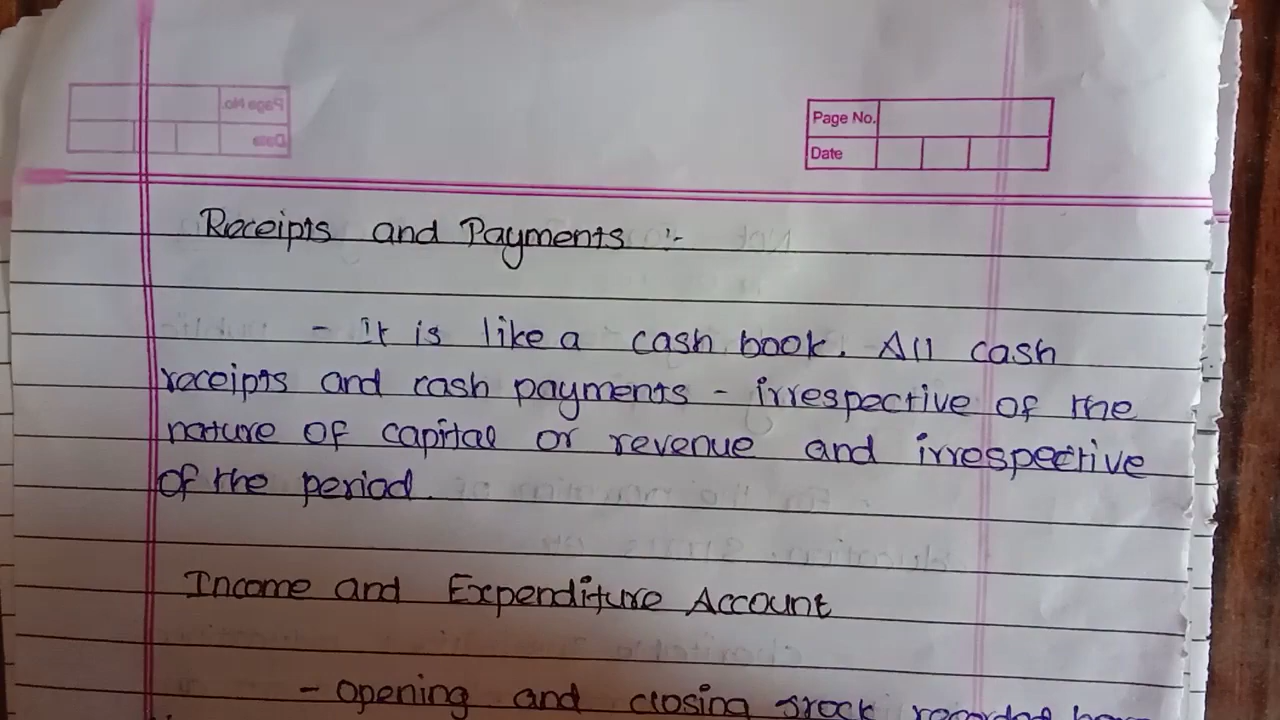 Page No.
Date
Receipts and Payments :-
- It is like a cash book. All cash
receipts and cash payments - irrespective of the
nature of capital or revenue and irrespective
of the period.
Income and Expenditure Account
- Opening and closing stock recorded here